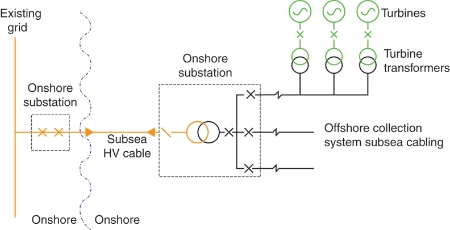 Existing
grid
Onshore
substation
Onshore
substation
Turbines
Turbine
transformers
Subsea
HV cable
Offshore collection
system subsea cabling
Onshore
Onshore